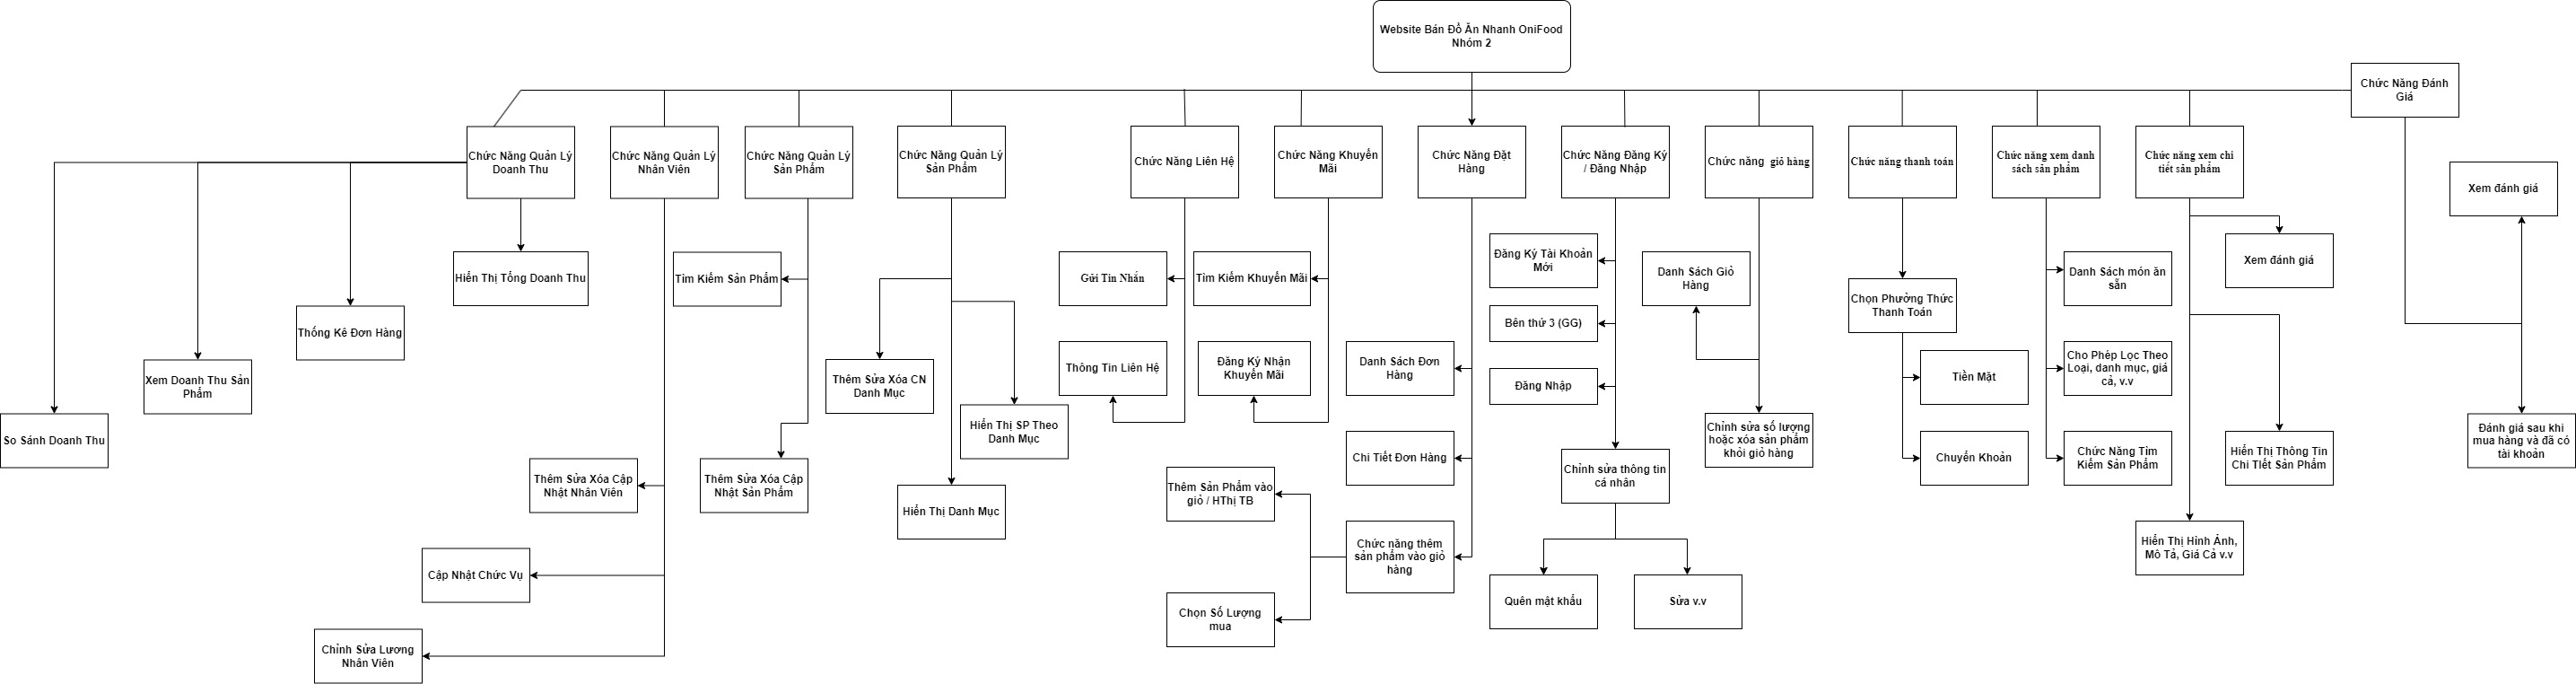 Website Bán Đồ Ăn Nhanh OniFood
Nhóm 2
Chức Năng Đánh
Giá
Chức Năng Quản Lý
Doanh Thu
Chức Năng Quản Lý
Nhân Viên
Chức Năng Quản Lý
Sản Phẩm
Chức Năng Quản Lý
Sản Phẩm
Chức Năng Liên Hệ
Chức Năng Khuyến
Mãi
Chức Năng Đặt
Hàng
Chức Năng Đăng Ký
/ Đăng Nhập
Chức năng giỏ hàng
Chức năng thanh toán
Chức năng xem danh
sách sản phẩm
Chức năng xem chi
tiết sản phẩm
Xem đánh giá
Hiển Thị Tổng Doanh Thu
Tìm Kiếm Sản Phẩm
Gửi Tin Nhắn
Tìm Kiếm Khuyến Mãi
Đăng Ký Tài Khoản
Mới
Danh Sách Giỏ
Hàng
Danh Sách món ăn
sẵn
Xem đánh giá
Thống Kê Đơn Hàng
Bên thứ 3 (GG)
Chọn Phưởng Thức
Thanh Toán
Xem Doanh Thu Sản
Phẩm
Thêm Sửa Xóa CN
Danh Mục
Thông Tin Liên Hệ
Đăng Ký Nhận
Khuyến Mãi
Danh Sách Đơn
Hàng
Đăng Nhập
Tiền Mặt
Cho Phép Lọc Theo
Loại, danh mục, giá
cả, v.v
So Sánh Doanh Thu
Hiển Thị SP Theo
Danh Mục
Chỉnh sửa số lượng
hoặc xóa sản phẩm
khỏi giỏ hàng
Đánh giá sau khi
mua hàng và đã có
tài khoản
Thêm Sửa Xóa Cập
Nhật Nhân Viên
Thêm Sửa Xóa Cập
Nhật Sản Phẩm
Hiển Thị Danh Mục
Thêm Sản Phẩm vào
giỏ / HThị TB
Chi Tiết Đơn Hàng
Chỉnh sửa thông tin
cá nhân
Chuyển Khoản
Chức Năng Tìm
Kiếm Sản Phẩm
Hiển Thị Thông Tin
Chi Tiết Sản Phẩm
Cập Nhật Chức Vụ
Chức năng thêm
sản phẩm vào giỏ
hàng
Hiển Thị Hình Ảnh,
Mô Tả, Giá Cả v.v
Chỉnh Sửa Lương
Nhân Viên
Chọn Số Lượng
mua
Quên mật khẩu
Sửa v.v